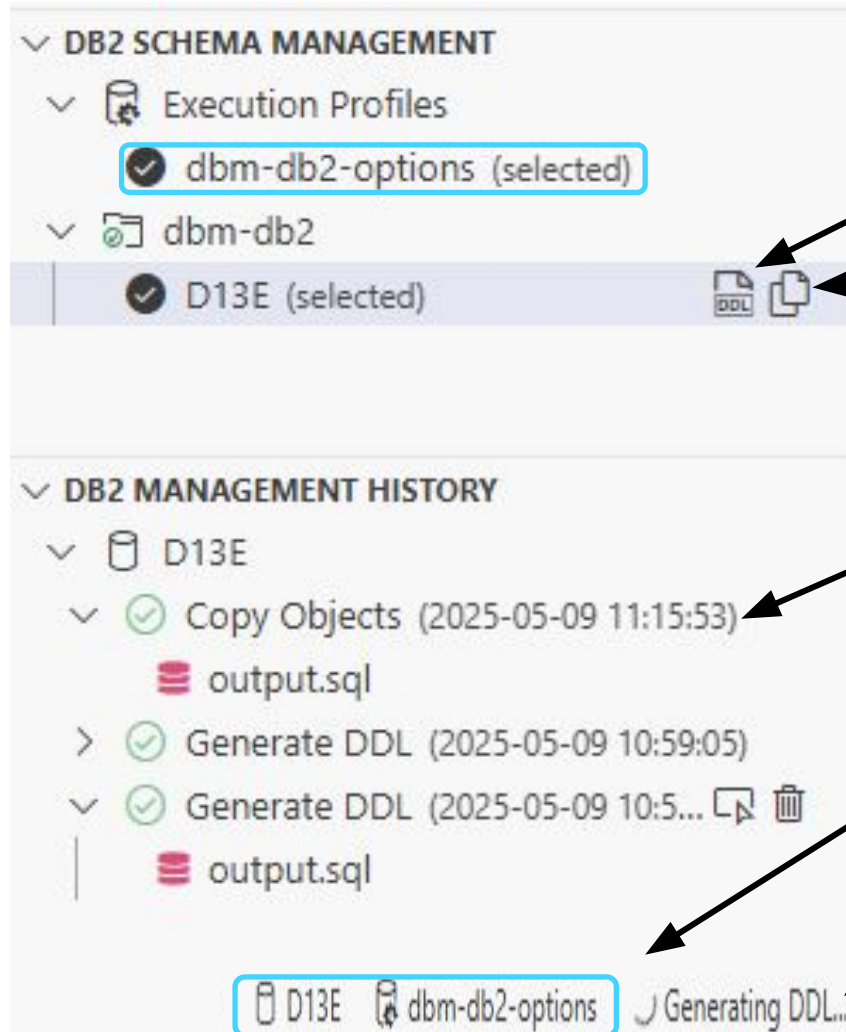 DB2 SCHEMA MANAGEMENT
Execution Profiles
dbm-db2-options (selected)
dbm-db2
D13E (selected)
DDL
DB2 MANAGEMENT HISTORY
D13E
Copy Objects (2025-05-09 11:15:53)
output.sql
Generate DDL (2025-05-09 10:59:05)
Generate DDL (2025-05-09 10:5...
output.sql
D13E dbm-db2-options Generating DDL...